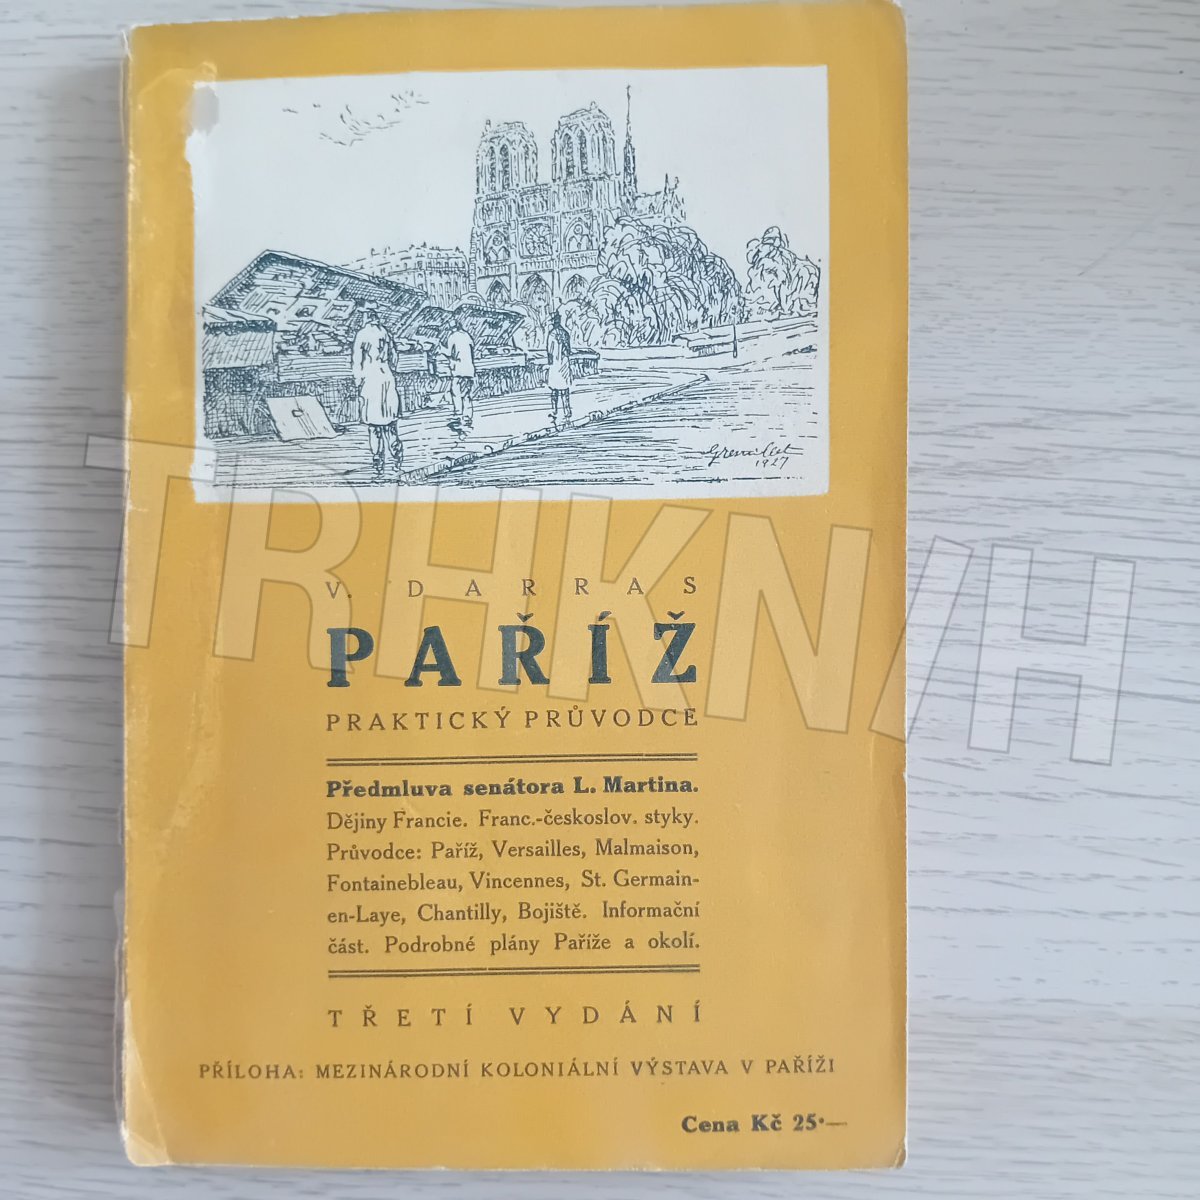 1927
V. DARRAS
PAŘÍŽ
PRAKTICKÝ PRŮVODCE
Předmluva senátora L. Martina.
Dějiny Francie. Franc.-českoslov. styky.
Průvodce: Paříž, Versailles, Malmaison,
Fontainebleau, Vincennes, St. Germain-
en-Laye, Chantilly, Bojiště. Informační
část. Podrobné plány Paříže a okolí.
TŘETÍ VYDÁNÍ
PŘÍLOHA: MEZINÁRODNÍ KOLONIÁLNÍ VÝSTAVA V PAŘÍŽI
Cena Kč 25·—
TRHKNIH